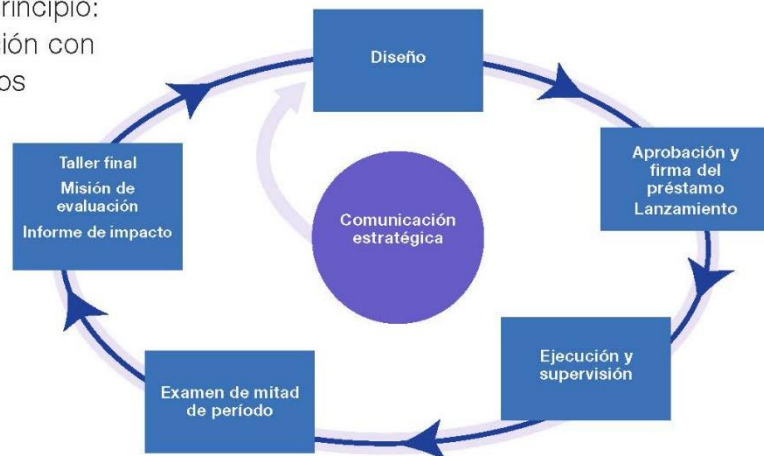 rincipio:
ción con
os
Diseño
Aprobación y
firma del
préstamo
Lanzamiento
Comunicación
estratégica
Taller final
Misión de
evaluación
Informe de impacto
Ejecución y
supervisión
Examen de mitad
de período